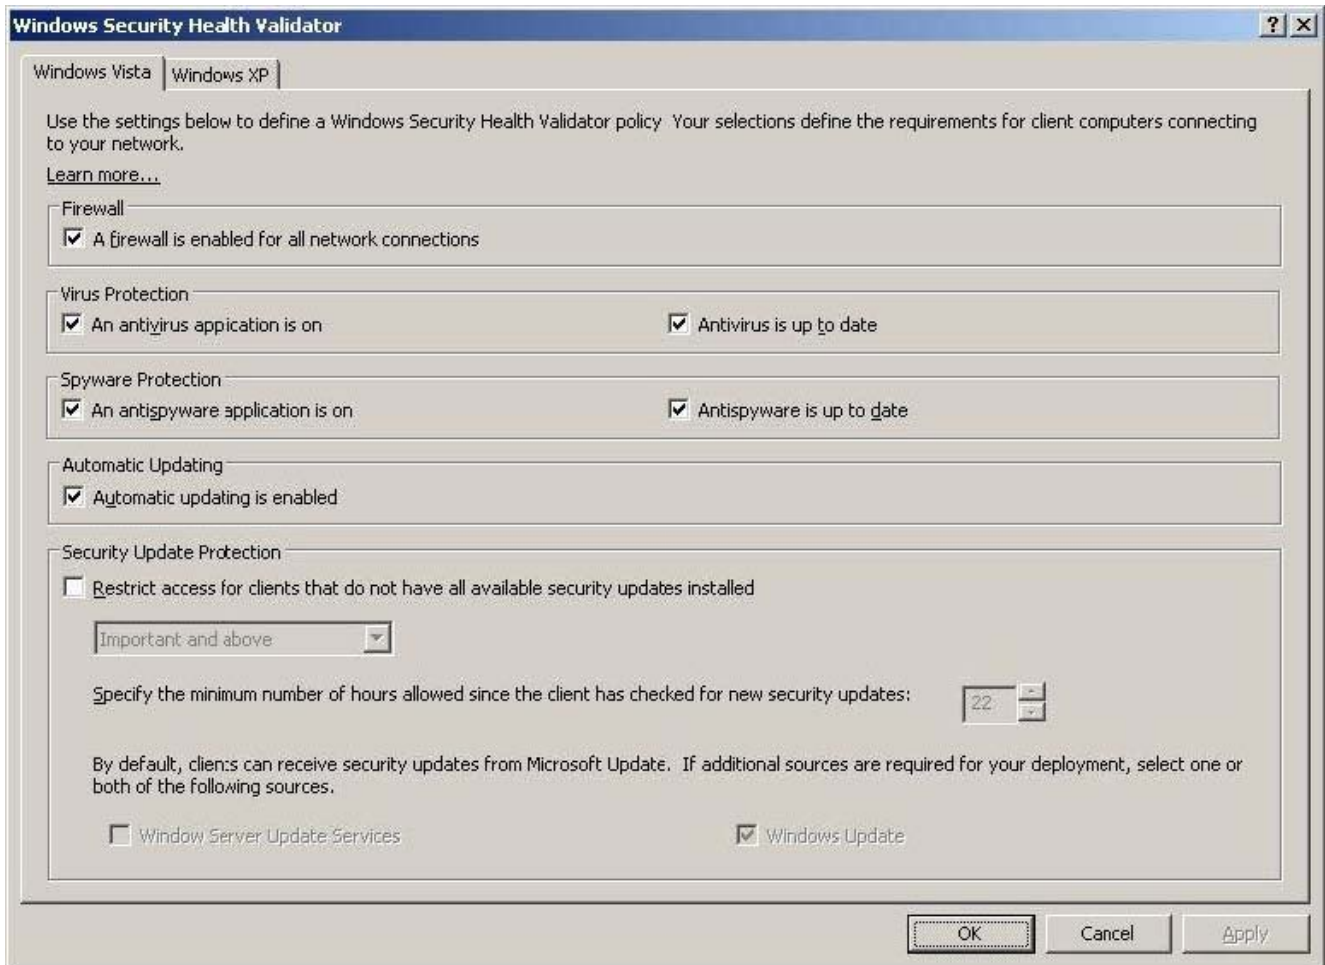 Windows Security Health Validator
Windows Vista
Windows XP
Use the settings below to define a Windows Security Health Validator policy Your selections define the requirements for client computers connecting
to your network.
Learn more...
Firewall
A firewall is enabled for all network connections
Virus Protection
An antivirus appication is on
Antivirus is up to date
Spyware Protection
An antispyware application is on
Antispyware is up to date
Automatic Updating
Automatic updating is enabled
Security Update Protection
Restrict access for clients that do not have all available security updates installed
Important and above
Specify the minimum number of hours allowed since the client has checked for new security updates:
22
By default, clients can receive security updates from Microsoft Update. If additional sources are required for your deployment, select one or
both of the following sources.
Window Server Update Services
Windows Update
OK
Cancel
Apply